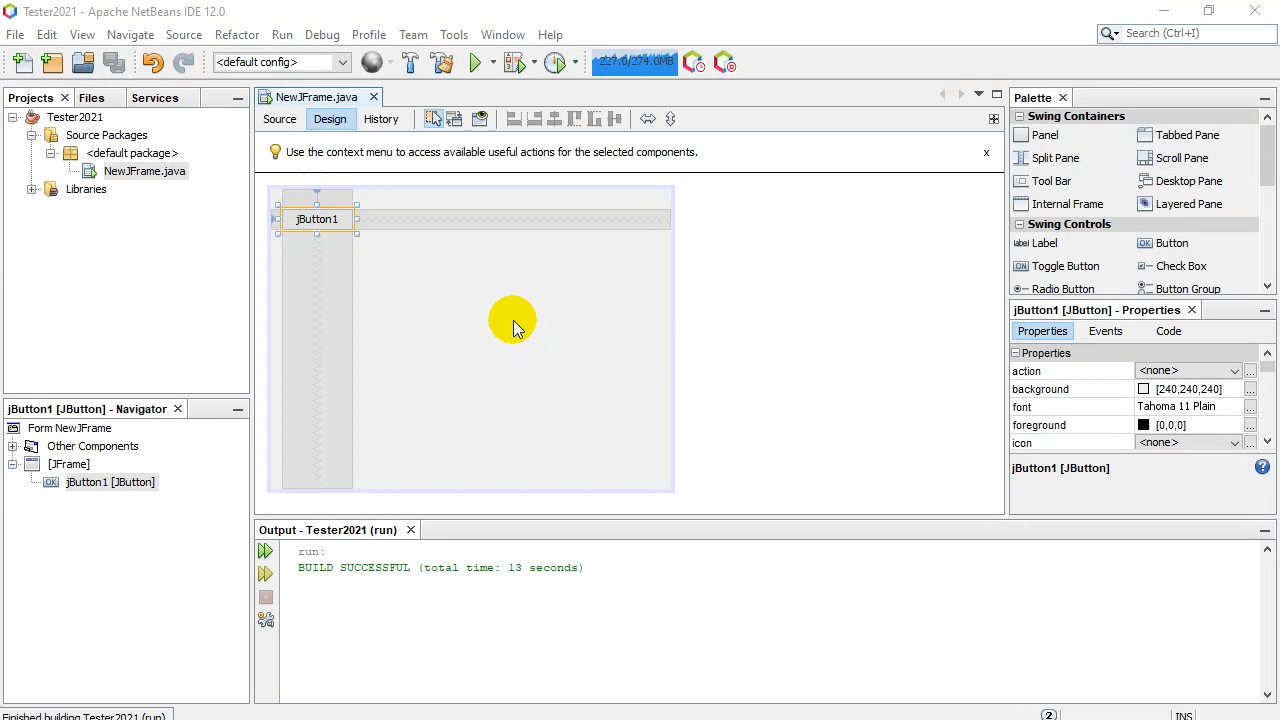 Tester2021 - Apache NetBeans IDE 12.0
File Edit View Navigate Source Refactor Run Debug Profile Team Tools Window Help
Search (Ctrl+I)
<default config>
227.0/274.0MB
Projects Files Services
Tester2021
Source Packages
<default package>
NewJFrame.java
Libraries
NewJFrame.java
Source Design History
Use the context menu to access available useful actions for the selected components.
x
jButton1
Palette
Swing Containers
Panel Tabbed Pane
Split Pane Scroll Pane
Tool Bar Desktop Pane
Internal Frame Layered Pane
Swing Controls
label Label OK Button
ON Toggle Button Check Box
Radio Button Button Group
jButton1 [JButton] - Properties
Properties Events Code
Properties
action <none> ...
background [240,240,240] ...
font Tahoma 11 Plain ...
foreground [0,0,0] ...
icon <none> ...
jButton1 [JButton]
jButton1 [JButton] - Navigator
Form NewJFrame
Other Components
[JFrame]
OK jButton1 [JButton]
Output - Tester2021 (run)
run:
BUILD SUCCESSFUL (total time: 13 seconds)
Finished building Tester2021 (run)
2
INS